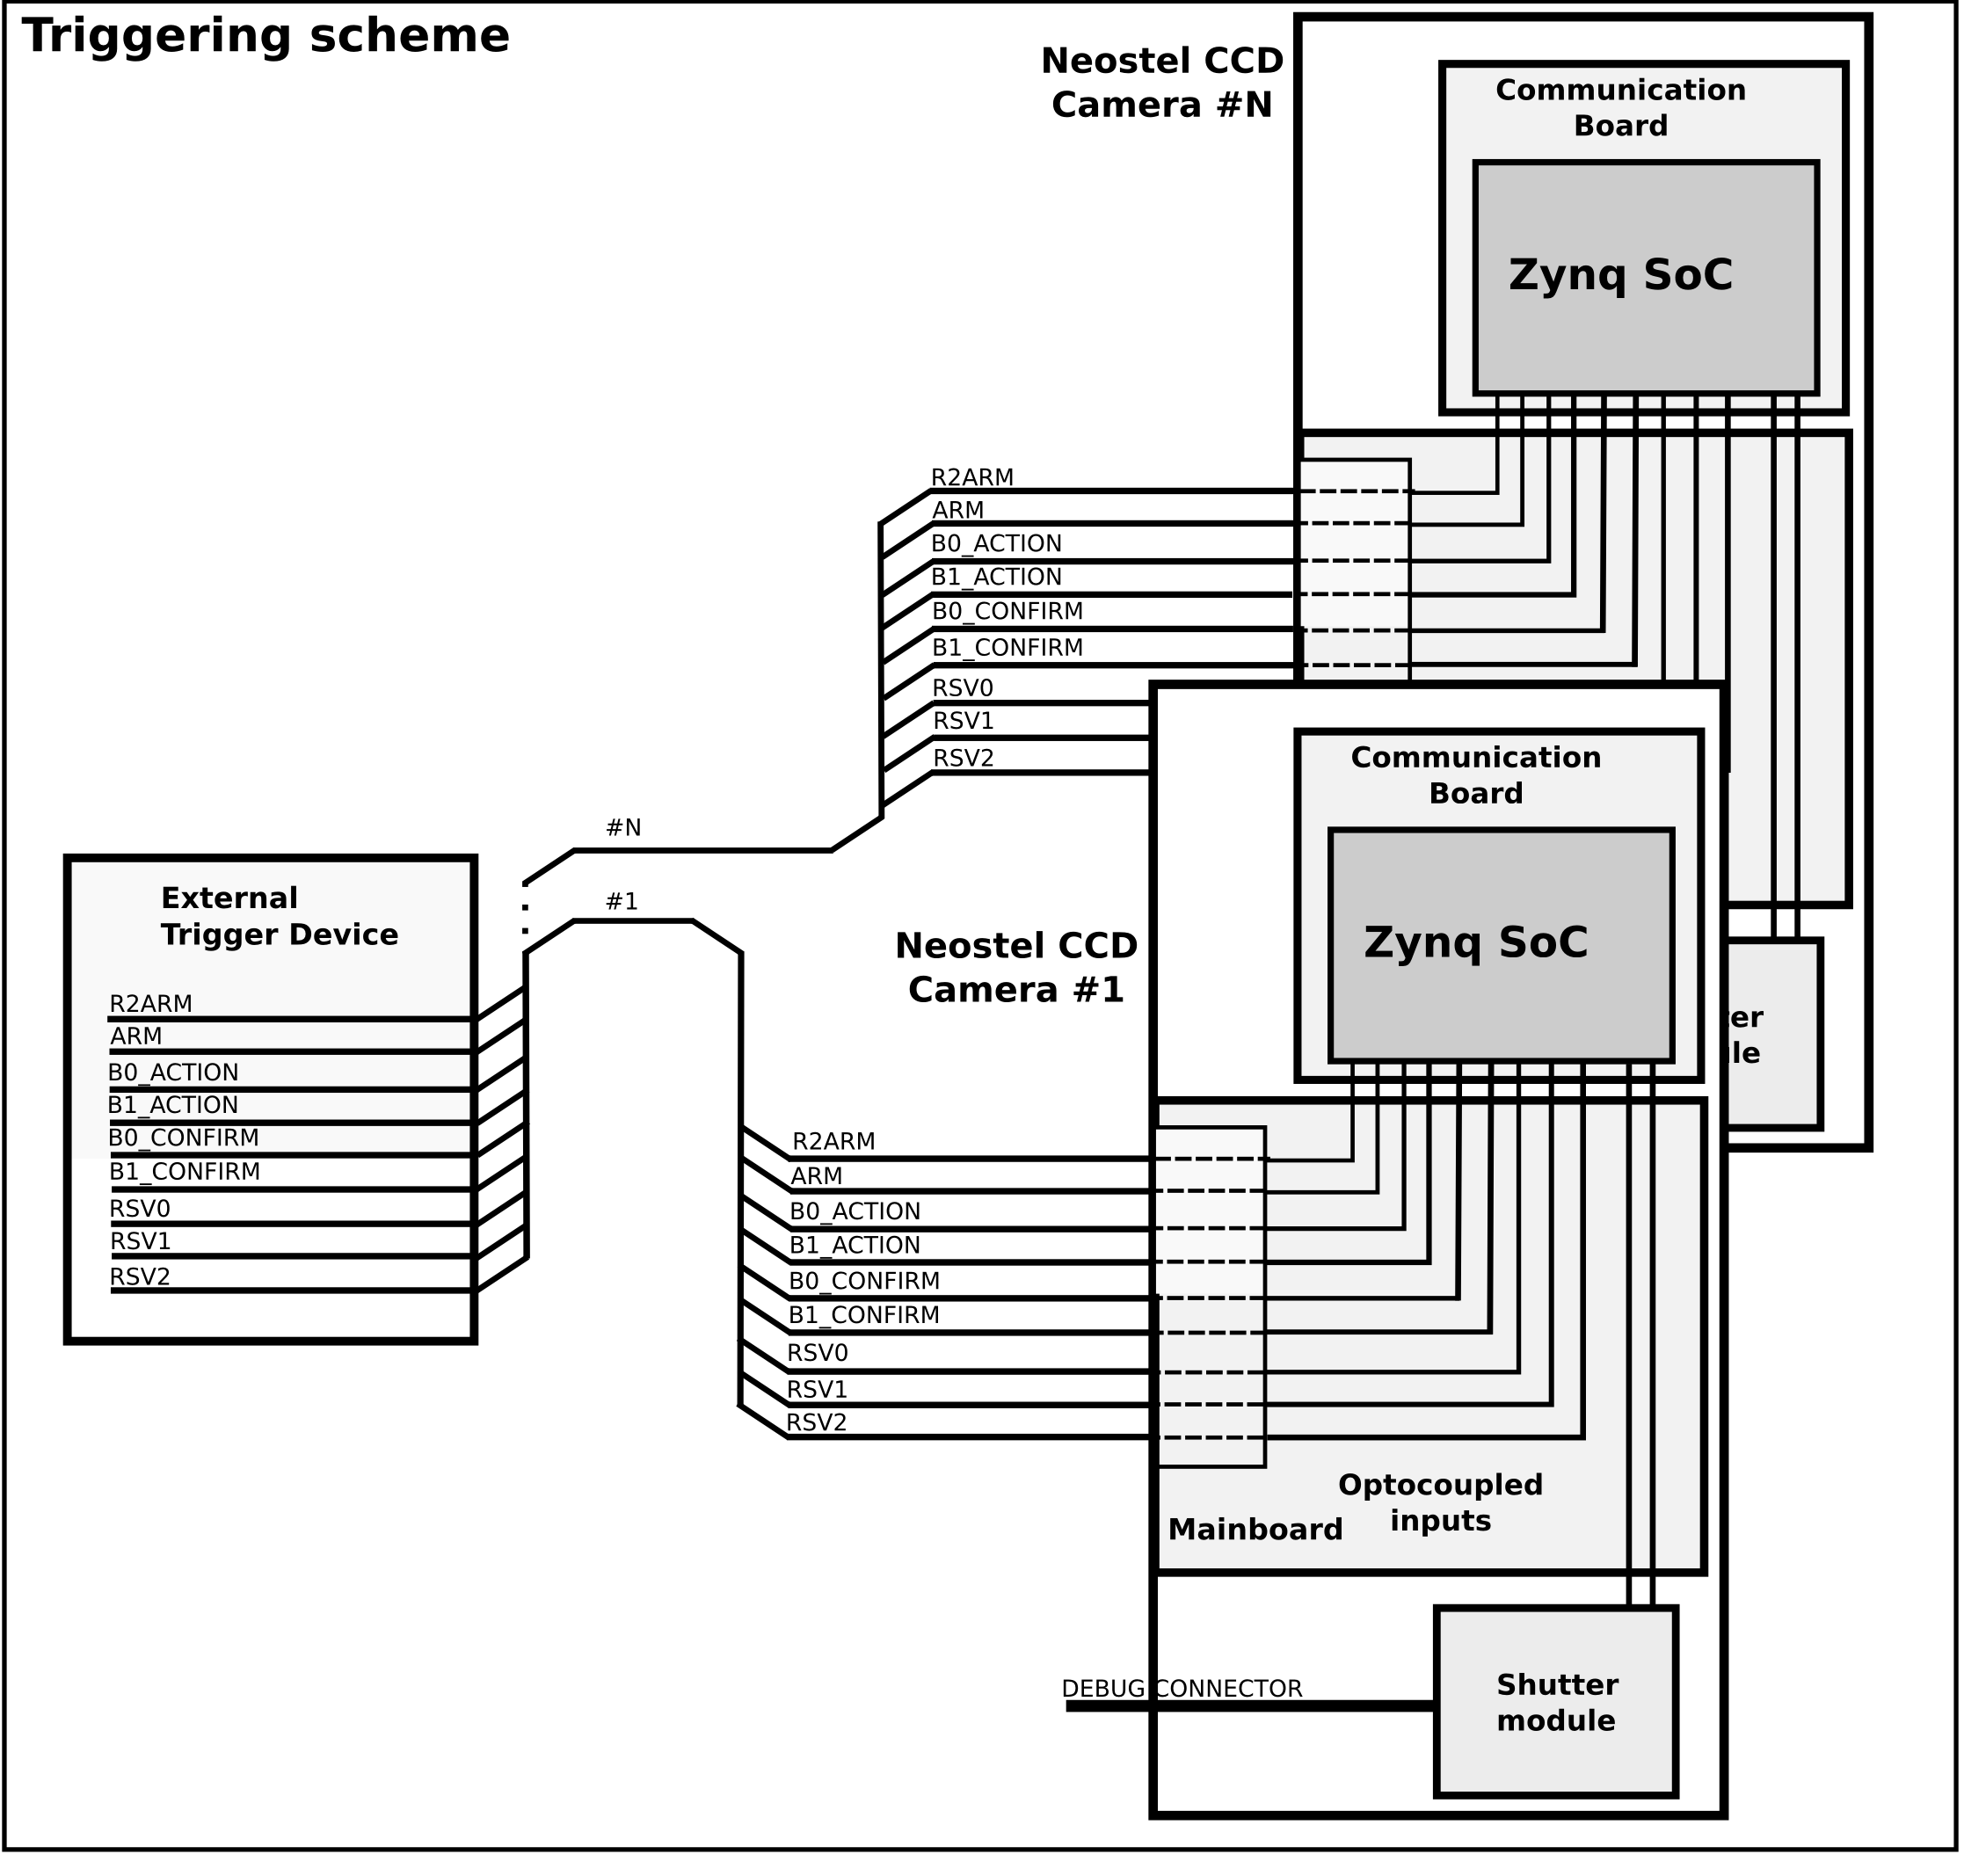 Triggering scheme
Neostel CCD
Camera #N
Communication
Board
Zynq SoC
R2ARM
ARM
B0_ACTION
B1_ACTION
B0_CONFIRM
B1_CONFIRM
RSV0
RSV1
RSV2
#N
#1
External
Trigger Device
R2ARM
ARM
B0_ACTION
B1_ACTION
B0_CONFIRM
B1_CONFIRM
RSV0
RSV1
RSV2
Neostel CCD
Camera #1
Communication
Board
Zynq SoC
R2ARM
ARM
B0_ACTION
B1_ACTION
B0_CONFIRM
B1_CONFIRM
RSV0
RSV1
RSV2
Optocoupled
inputs
Mainboard
DEBUG CONNECTOR
Shutter
module